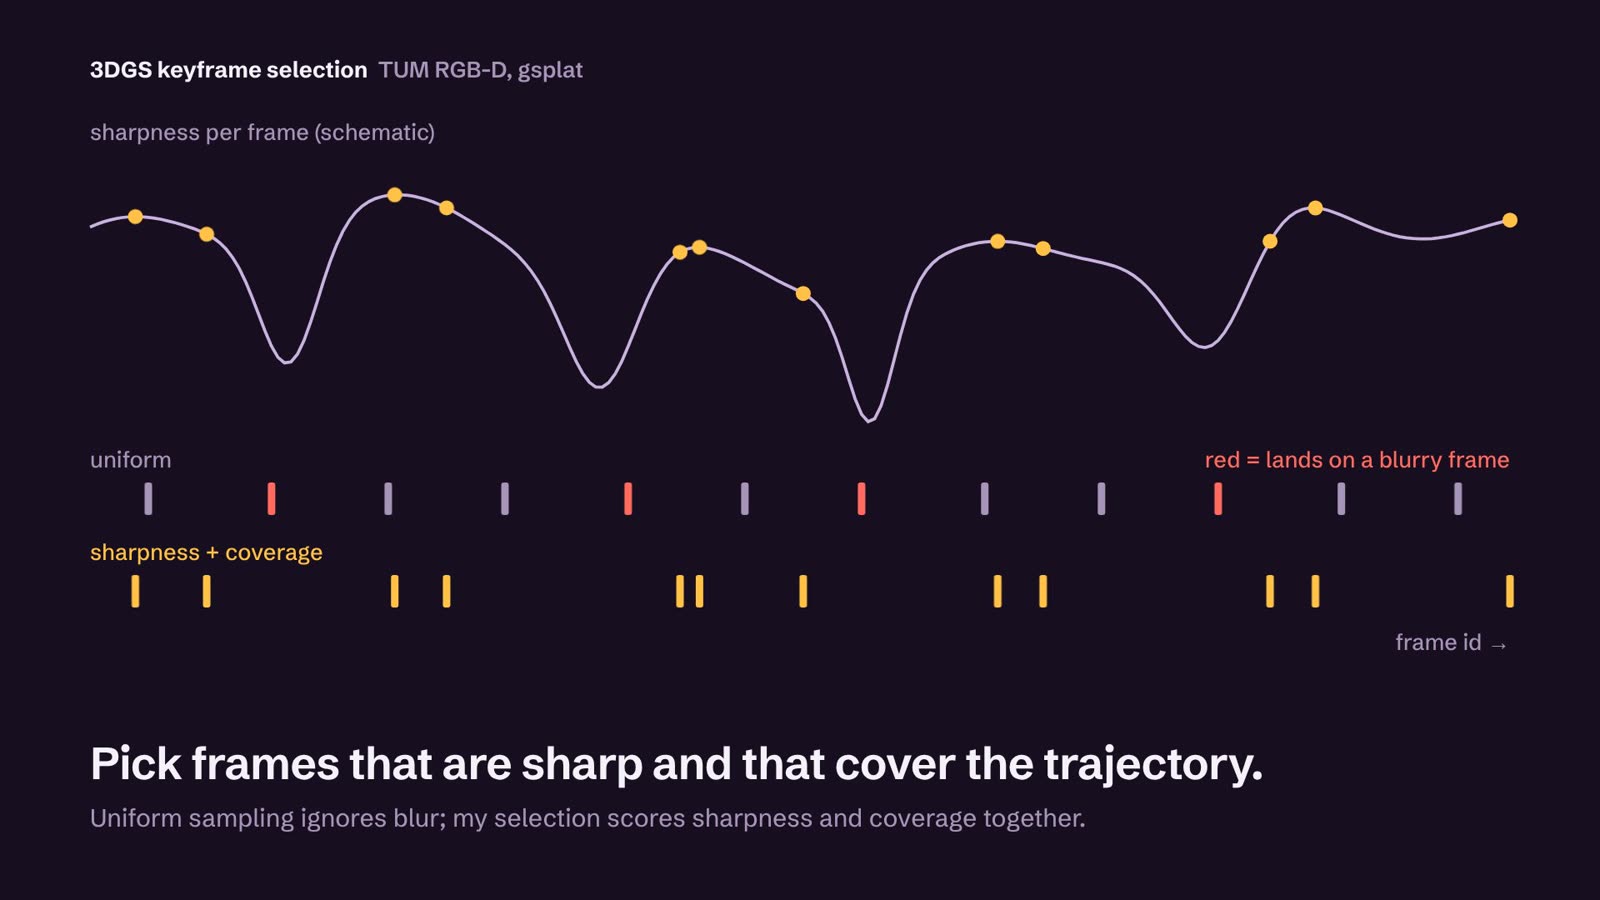 3DGS keyframe selection TUM RGB-D, gsplat
sharpness per frame (schematic)
uniform
red = lands on a blurry frame
sharpness + coverage
frame id →
Pick frames that are sharp and that cover the trajectory.
Uniform sampling ignores blur; my selection scores sharpness and coverage together.